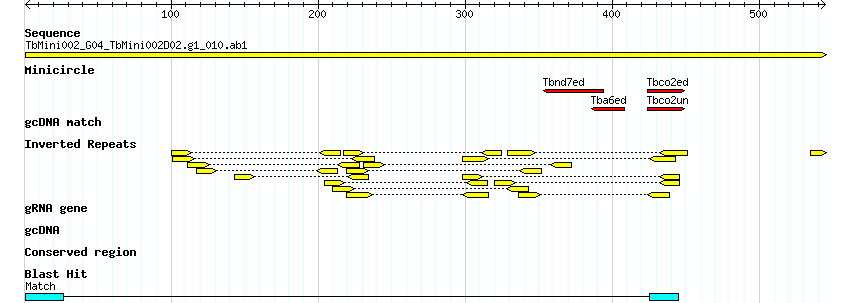 100 200 300 400 500
Sequence
TbMini002_G04_TbMini002D02.g1_010.ab1
Minicircle
Tbnd7ed Tbco2ed
Tba6ed Tbco2un
gcDNA match
Inverted Repeats
gRNA gene
gcDNA
Conserved region
Blast Hit
Match